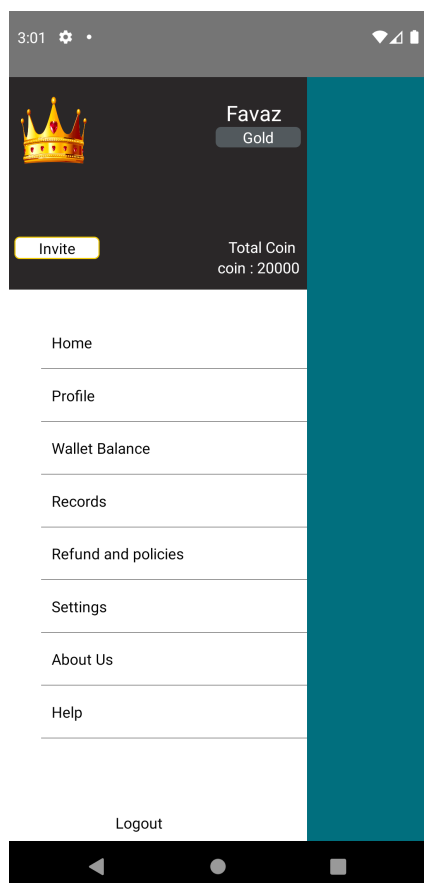 3:01
Favaz
Gold
Invite
Total Coin
coin : 20000
Home
Profile
Wallet Balance
Records
Refund and policies
Settings
About Us
Help
Logout